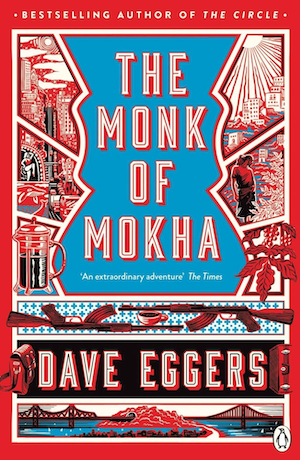 • BESTSELLING AUTHOR OF THE CIRCLE •
THE
MONK
OF
MOKHA
‘An extraordinary adventure’ The Times
DAVE EGGERS